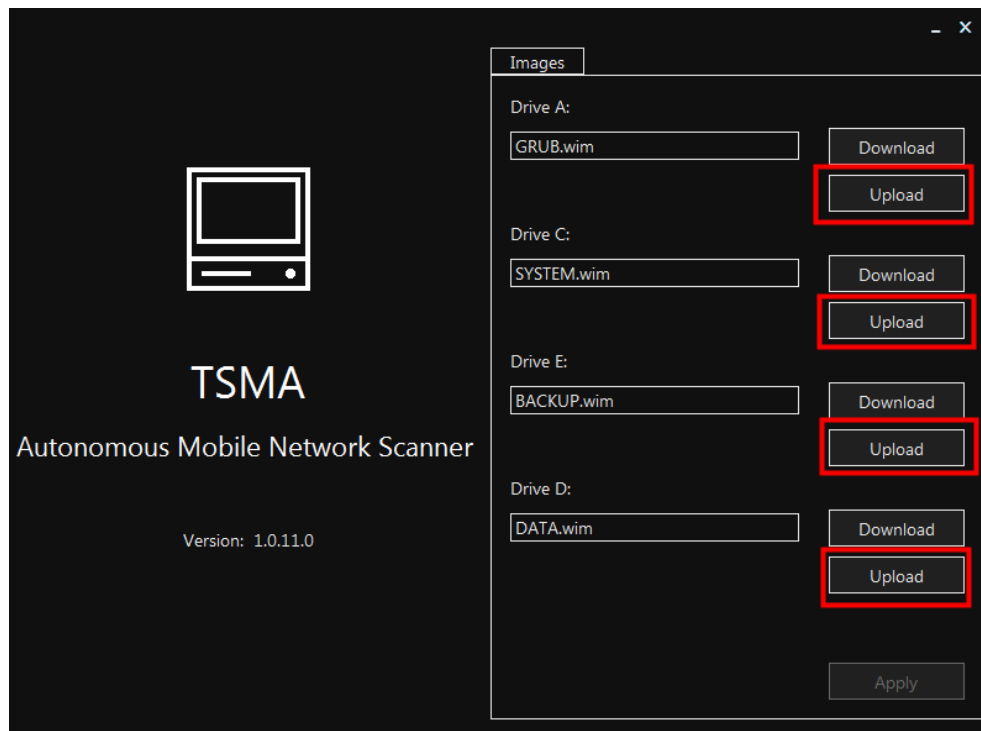 Images
Drive A:
GRUB.wim
Download
Upload
Drive C:
SYSTEM.wim
Download
Upload
Drive E:
BACKUP.wim
Download
Upload
Drive D:
DATA.wim
Download
Upload
Apply
TSMA
Autonomous Mobile Network Scanner
Version: 1.0.11.0